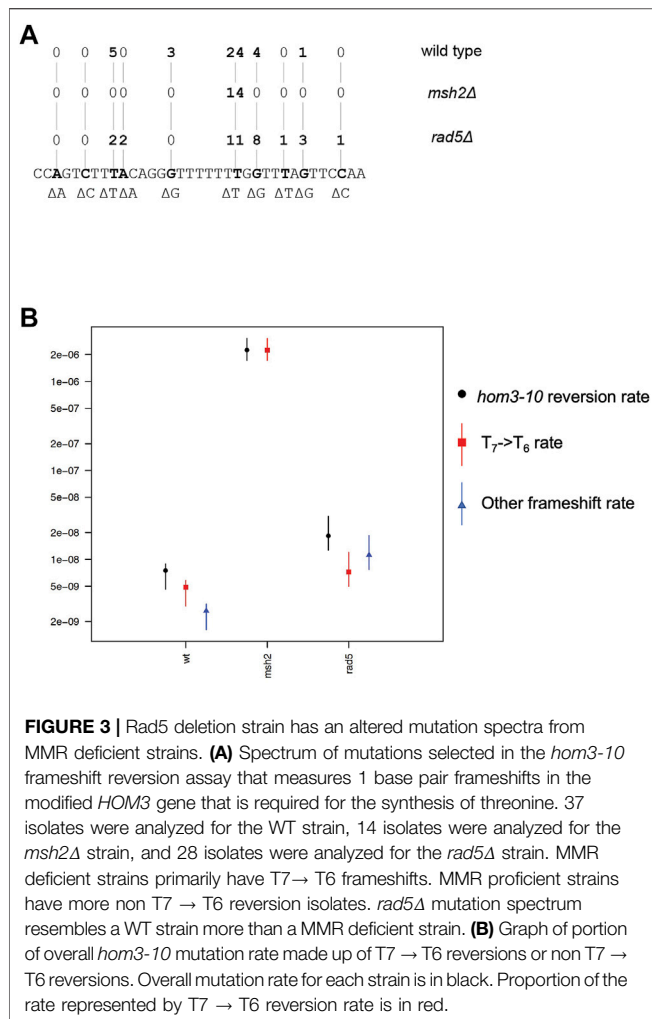 A
0 0 50 3 24 4 0 1 0 wild type
0 0 0 0 0 14 0 0 0 0 msh2Δ
0 0 22 0 11 8 1 3 1 rad5Δ
CCAGTCTTTACAGGGTTTTTTTGGTTTAGTTCCAA
ΔA ΔC ΔTΔA ΔG ΔT ΔG ΔTΔG ΔC
B
2e-06
1e-06
5e-07
2e-07
1e-07
5e-08
2e-08
1e-08
5e-09
2e-09
wt
msh2
rad5
hom3-10 reversion rate
T7->T6 rate
Other frameshift rate
FIGURE 3 | Rad5 deletion strain has an altered mutation spectra from
MMR deficient strains. (A) Spectrum of mutations selected in the hom3-10
frameshift reversion assay that measures 1 base pair frameshifts in the
modified HOM3 gene that is required for the synthesis of threonine. 37
isolates were analyzed for the WT strain, 14 isolates were analyzed for the
msh2Δ strain, and 28 isolates were analyzed for the rad5Δ strain. MMR
deficient strains primarily have T7→ T6 frameshifts. MMR proficient strains
have more non T7 → T6 reversion isolates. rad5Δ mutation spectrum
resembles a WT strain more than a MMR deficient strain. (B) Graph of portion
of overall hom3-10 mutation rate made up of T7 → T6 reversions or non T7 →
T6 reversions. Overall mutation rate for each strain is in black. Proportion of the
rate represented by T7 → T6 reversion rate is in red.